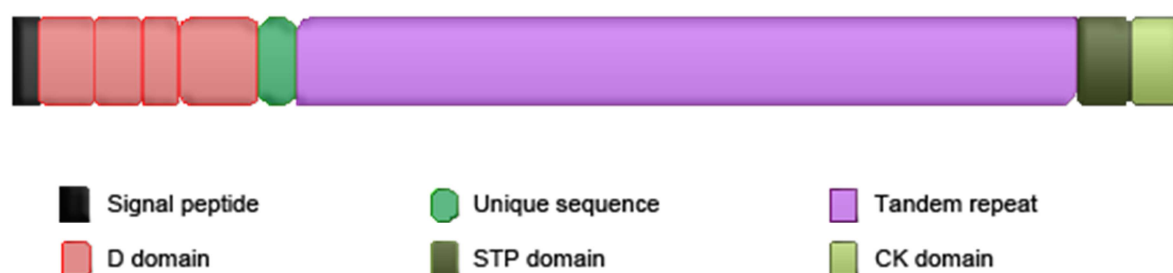 Signal peptide Unique sequence Tandem repeat
D domain STP domain CK domain